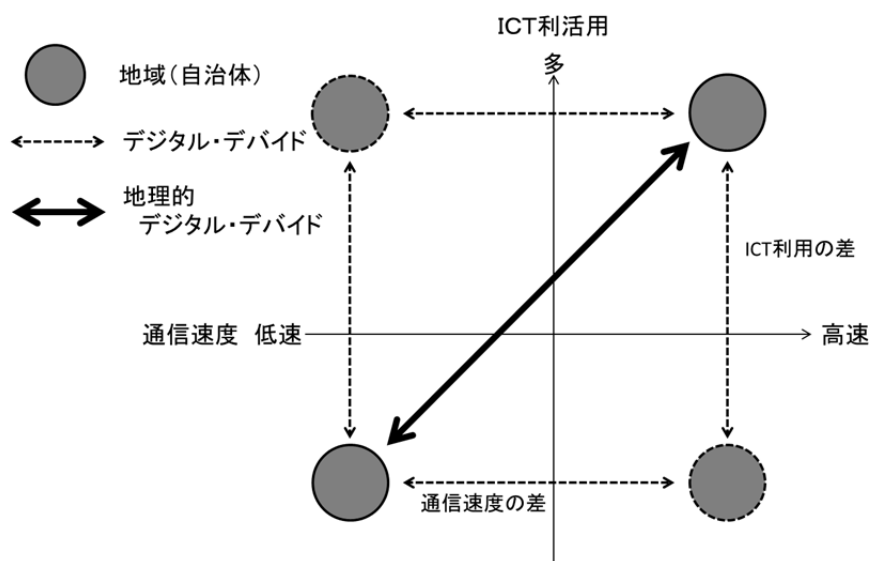 ICT利活用
多
地域(自治体)
デジタル・デバイド
地理的
デジタル・デバイド
ICT利用の差
通信速度 低速
高速
通信速度の差